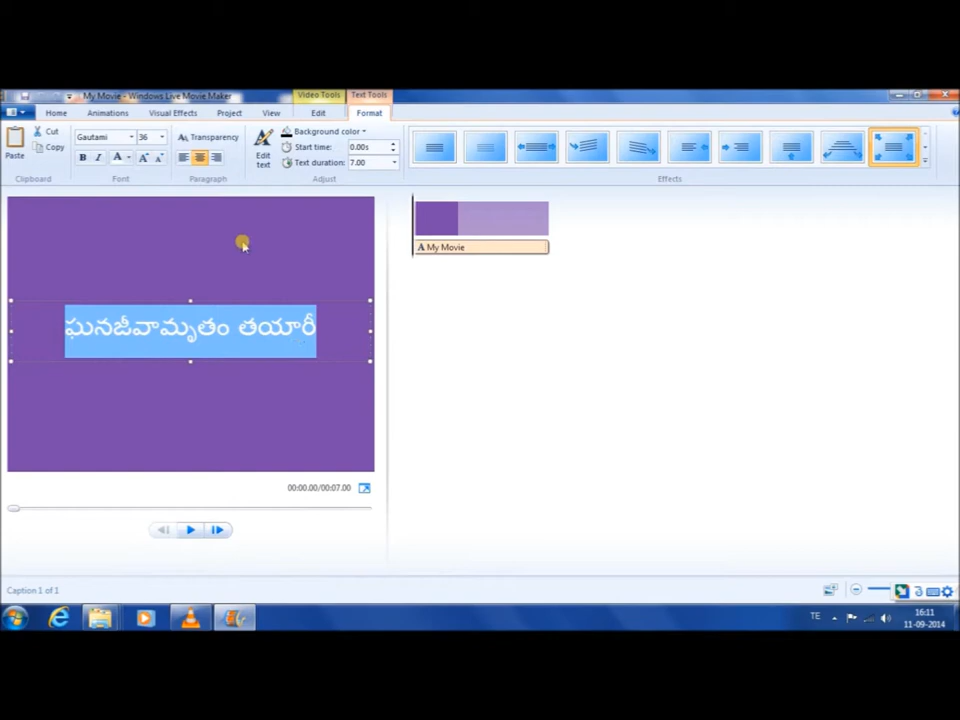 My Movie - Windows Live Movie Maker
Video Tools
Text Tools
Home
Animations
Visual Effects
Project
View
Edit
Format
Paste
Cut
Copy
Clipboard
Gautami
36
B I A A A
Font
Transparency
Paragraph
Edit text
Background color
Start time: 0.00s
Text duration: 7.00
Adjust
Effects
A My Movie
ఘనజీవామృతం తయారీ
00:00.00/00:07.00
Caption 1 of 1
TE
16:11
11-09-2014